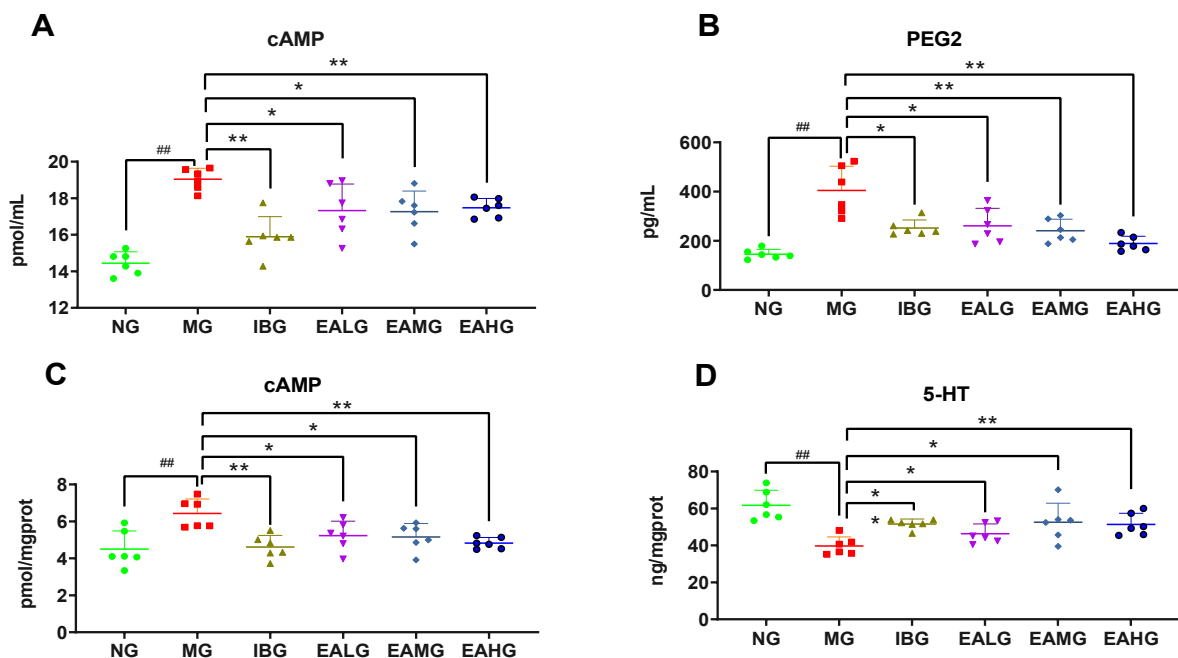 A
cAMP
**
*
*
**
##
20
18
16
14
12
pmol/mL
NG MG IBG EALG EAMG EAHG
B
PEG2
**
**
*
*
##
600
400
200
0
pg/mL
NG MG IBG EALG EAMG EAHG
C
cAMP
**
*
*
**
##
8
6
4
2
0
pmol/mgprot
NG MG IBG EALG EAMG EAHG
D
5-HT
**
*
*
*
*
##
80
60
40
20
0
ng/mgprot
NG MG IBG EALG EAMG EAHG